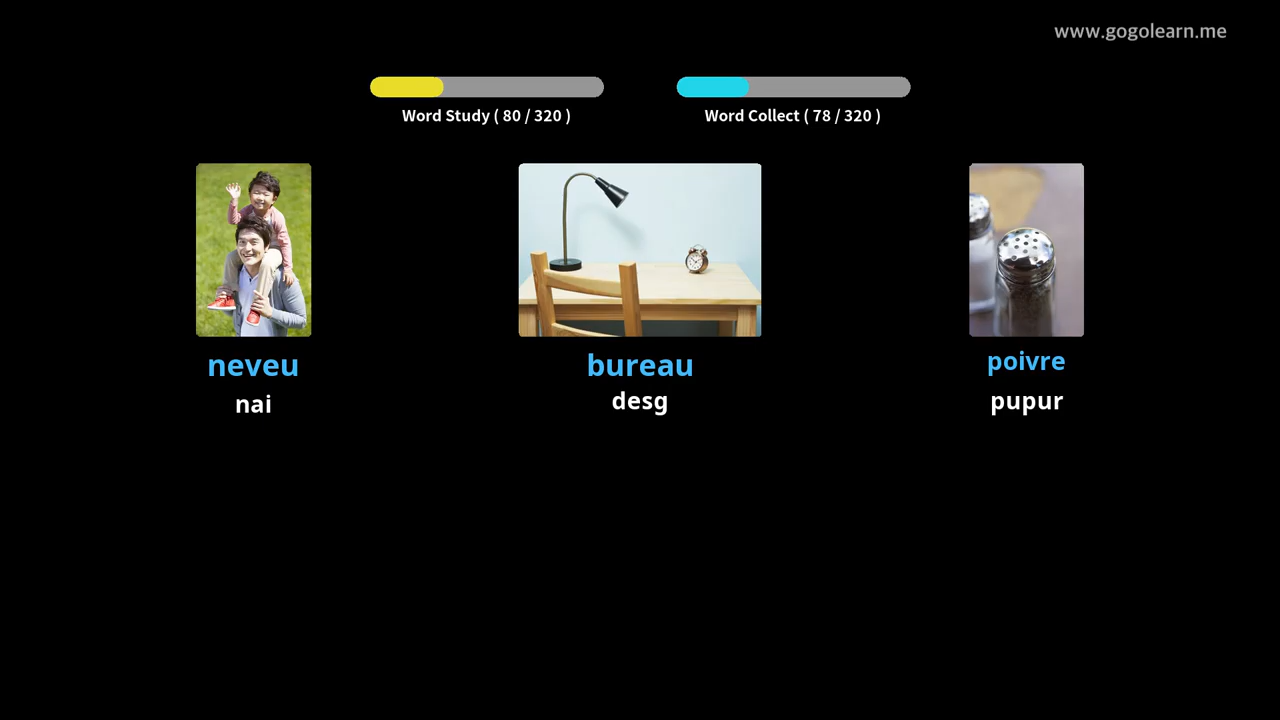 www.gogolearn.me
Word Study ( 80 / 320 )
Word Collect ( 78 / 320 )
neveu
nai
bureau
desg
poivre
pupur